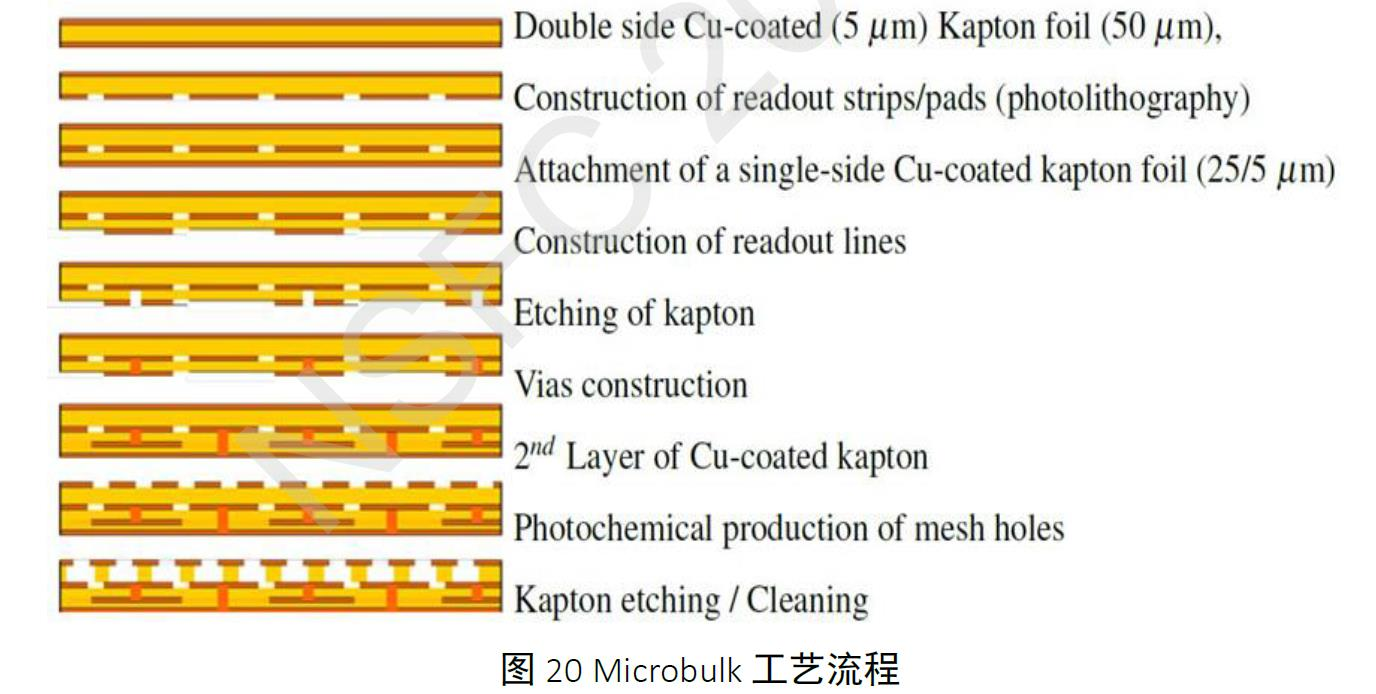 Double side Cu-coated (5 μm) Kapton foil (50 μm),
Construction of readout strips/pads (photolithography)
Attachment of a single-side Cu-coated kapton foil (25/5 μm)
Construction of readout lines
Etching of kapton
Vias construction
2nd Layer of Cu-coated kapton
Photochemical production of mesh holes
Kapton etching / Cleaning
图 20 Microbulk 工艺流程
NSFC 20